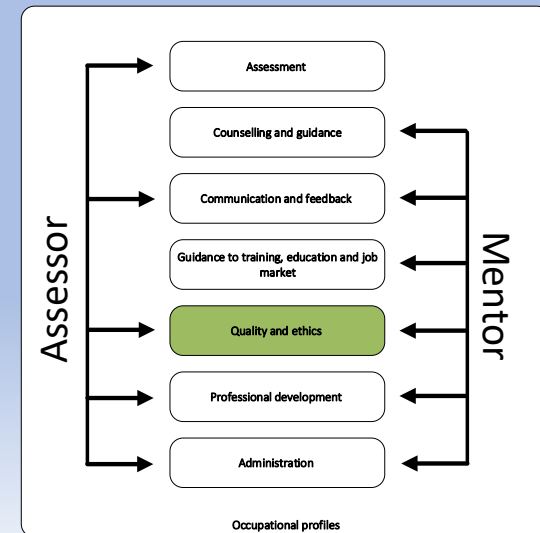 Assessment
Counselling and guidance
Communication and feedback
Guidance to training, education and job
market
Quality and ethics
Professional development
Administration
Assessor
Mentor
Occupational profiles